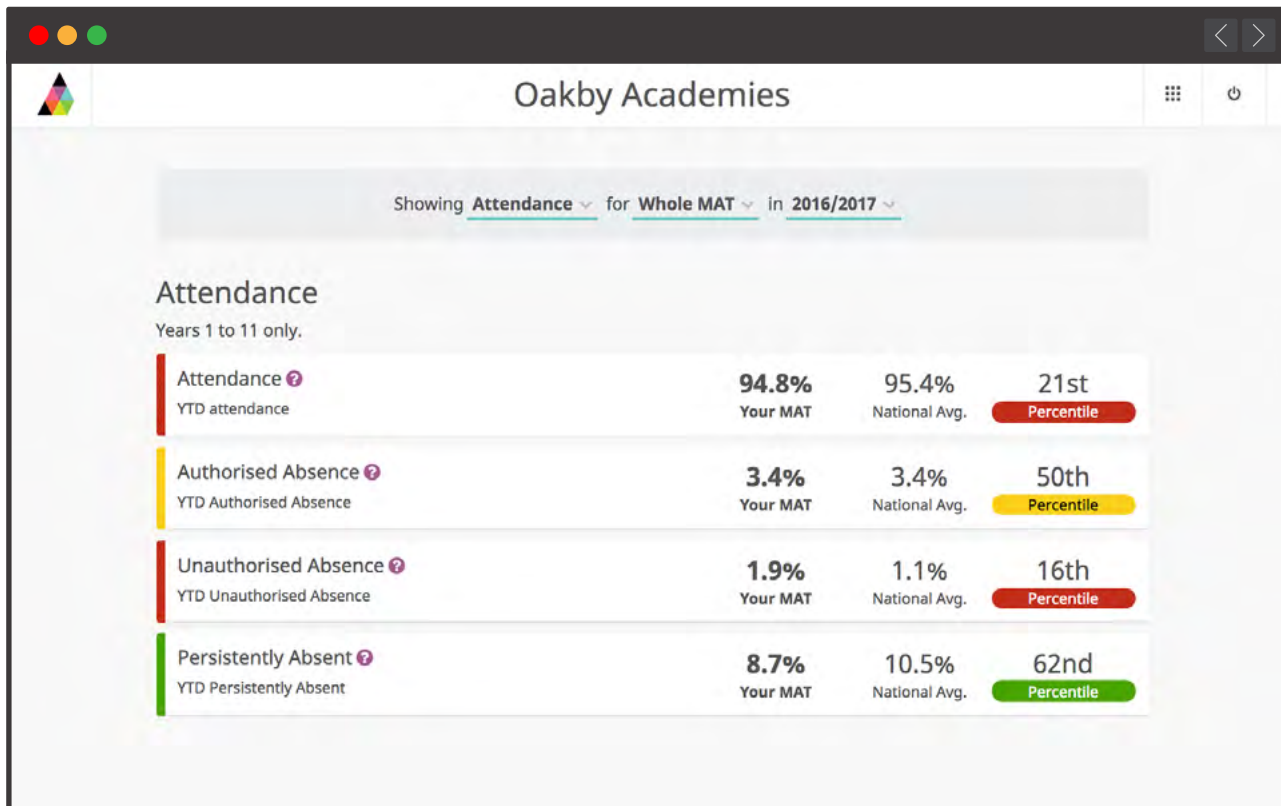 Oakby Academies
Showing Attendance for Whole MAT in 2016/2017
Attendance
Years 1 to 11 only.
Attendance ?
YTD attendance
94.8%
Your MAT
95.4%
National Avg.
21st
Percentile
Authorised Absence ?
YTD Authorised Absence
3.4%
Your MAT
3.4%
National Avg.
50th
Percentile
Unauthorised Absence ?
YTD Unauthorised Absence
1.9%
Your MAT
1.1%
National Avg.
16th
Percentile
Persistently Absent ?
YTD Persistently Absent
8.7%
Your MAT
10.5%
National Avg.
62nd
Percentile